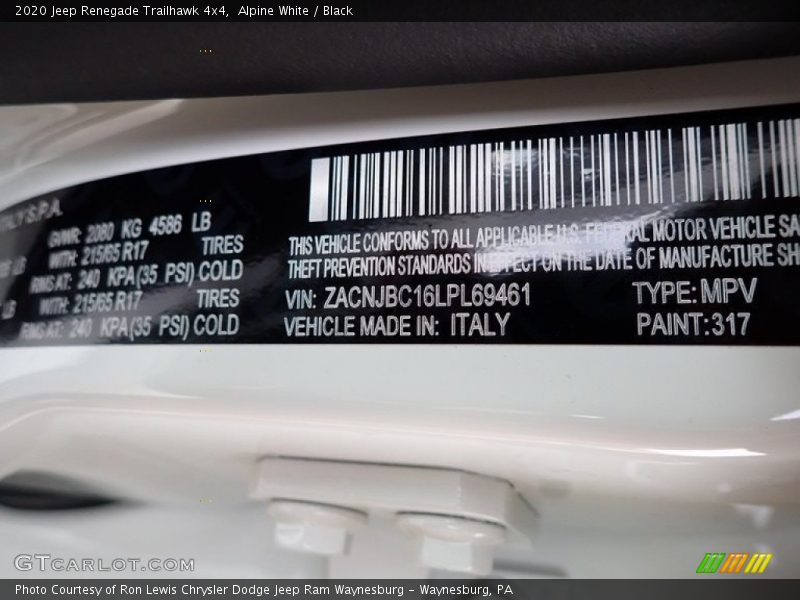 2020 Jeep Renegade Trailhawk 4x4,  Alpine White / Black
S.P.A.
GVWR: 2080 KG 4586 LB
WITH: 215/65 R17 TIRES
RIMS AT: 240 KPA (35 PSI) COLD
LB
WITH: 215/65 R17 TIRES
RIMS AT: 240 KPA (35 PSI) COLD
THIS VEHICLE CONFORMS TO ALL APPLICABLE U.S. FEDERAL MOTOR VEHICLE SA
THEFT PREVENTION STANDARDS IN EFFECT ON THE DATE OF MANUFACTURE SH
VIN: ZACNJBC16LPL69461 TYPE: MPV
VEHICLE MADE IN: ITALY PAINT: 317
GTCARLOT.COM
Photo Courtesy of Ron Lewis Chrysler Dodge Jeep Ram Waynesburg - Waynesburg, PA